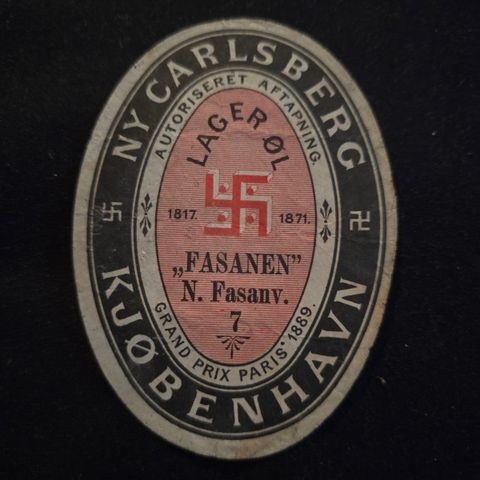 NY CARLSBERG
AUTORISERET AFTAPNING.
LAGER ØL
1817. 1871.
„FASANEN”
N. Fasanv.
7
GRAND PRIX PARIS 1889.
KJØBENHAVN